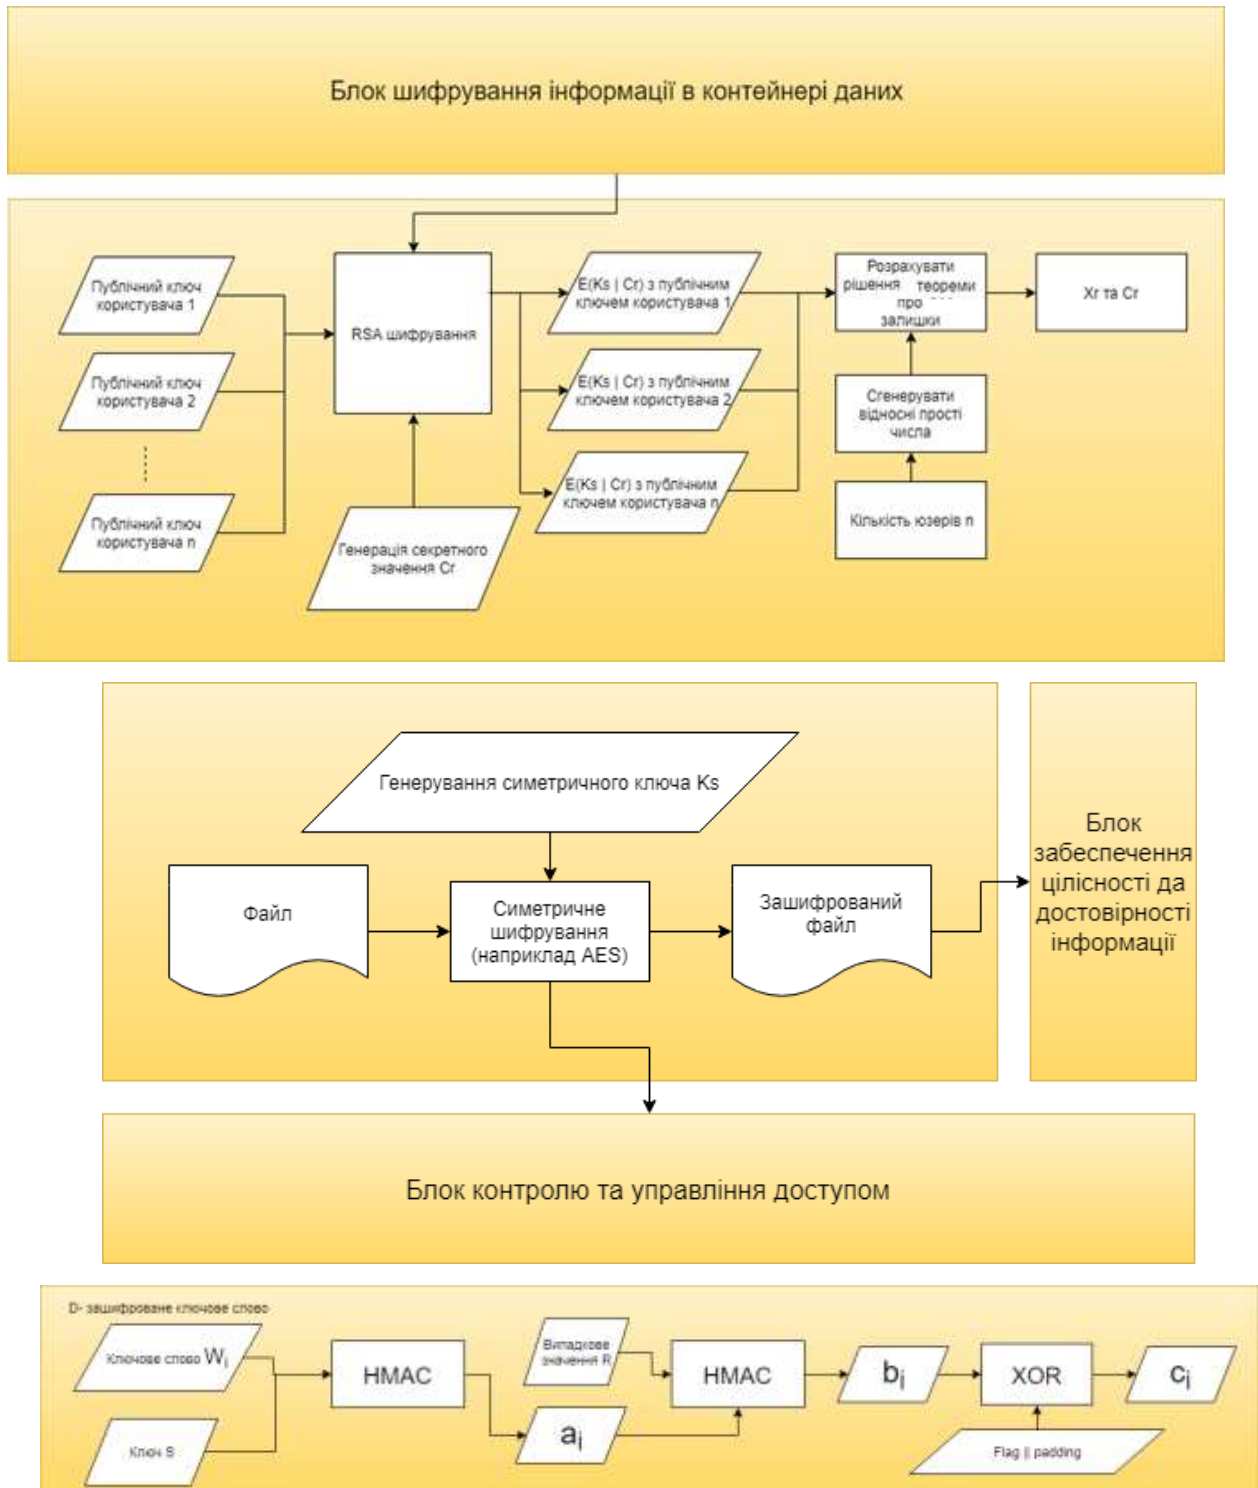 Блок шифрування інформації в контейнері даних
Публічний ключ
користувача 1
Публічний ключ
користувача 2
Публічний ключ
користувача n
RSA шифрування
Генерація секретного
значення Cr
E(Ks | Cr) з публічним
ключем користувача 1
E(Ks | Cr) з публічним
ключем користувача 2
E(Ks | Cr) з публічним
ключем користувача n
Розрахувати
рішення теореми
про
залишки
Сгенерувати
відносні прості
числа
Кількість юзерів n
Xr та Cr
Генерування симетричного ключа Ks
Файл
Симетричне
шифрування
(наприклад AES)
Зашифрований
файл
Блок
забеспечення
цілісності да
достовірності
інформації
Блок контролю та управління доступом
D- зашифроване ключове слово
Ключове слово Wi
Ключ S
HMAC
ai
Випадкове
значення R
HMAC
bi
XOR
Flag || padding
ci